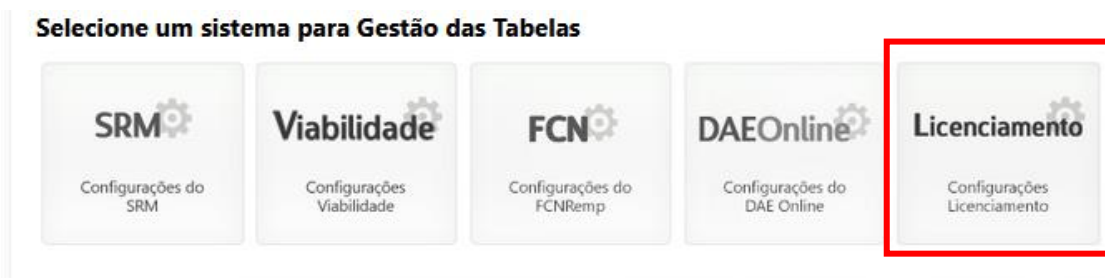 Selecione um sistema para Gestão das Tabelas
SRM
Configurações do
SRM
Viabilidade
Configurações
Viabilidade
FCN
Configurações do
FCNRemp
DAEOnline
Configurações do
DAE Online
Licenciamento
Configurações
Licenciamento